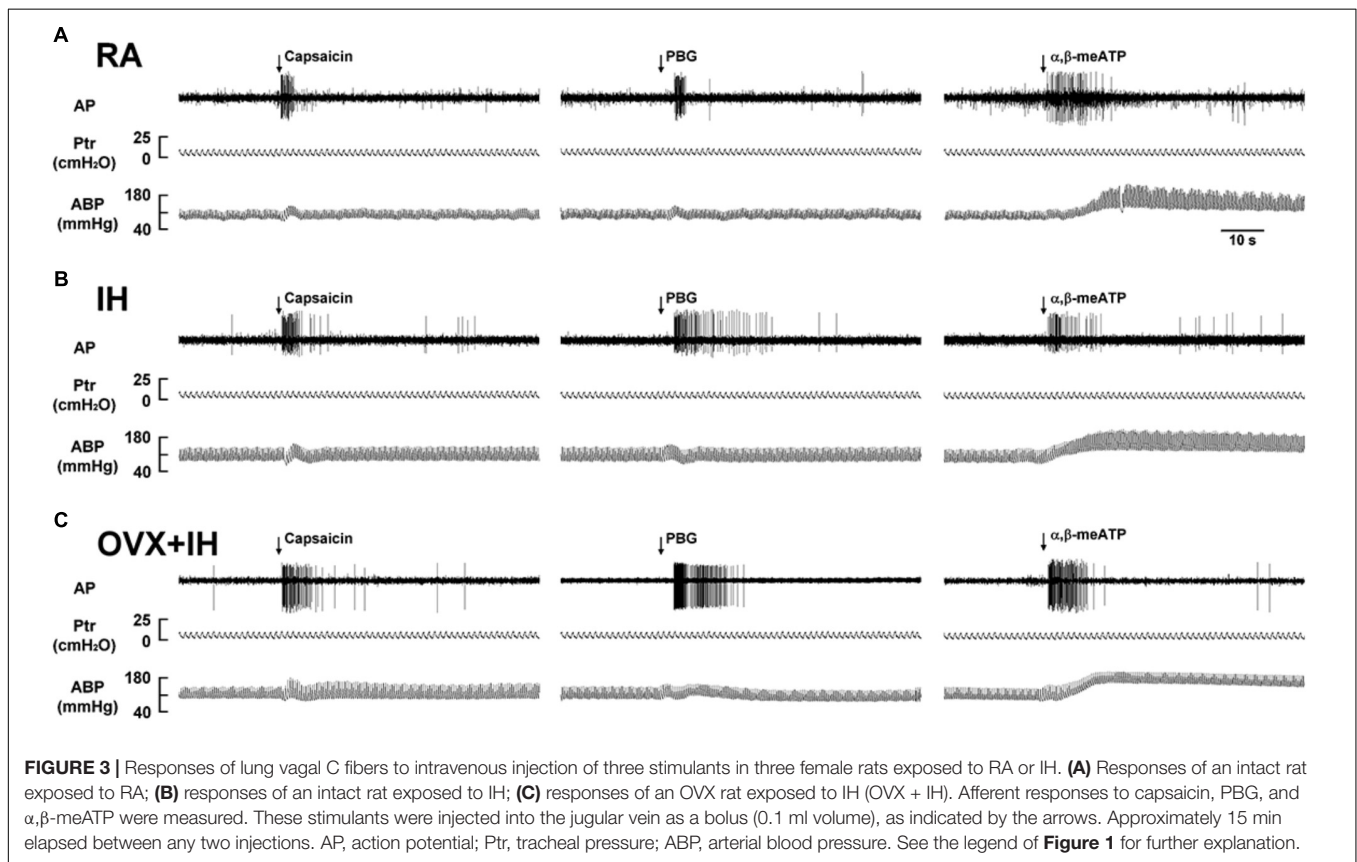 A
RA
Capsaicin
PBG
α,β-meATP
AP
Ptr
(cmH₂O)
25
0
ABP
(mmHg)
180
40
10 s
B
IH
Capsaicin
PBG
α,β-meATP
AP
Ptr
(cmH₂O)
25
0
ABP
(mmHg)
180
40
C
OVX+IH
Capsaicin
PBG
α,β-meATP
AP
Ptr
(cmH₂O)
25
0
ABP
(mmHg)
180
40
FIGURE 3 | Responses of lung vagal C fibers to intravenous injection of three stimulants in three female rats exposed to RA or IH. (A) Responses of an intact rat
exposed to RA; (B) responses of an intact rat exposed to IH; (C) responses of an OVX rat exposed to IH (OVX + IH). Afferent responses to capsaicin, PBG, and
α,β-meATP were measured. These stimulants were injected into the jugular vein as a bolus (0.1 ml volume), as indicated by the arrows. Approximately 15 min
elapsed between any two injections. AP, action potential; Ptr, tracheal pressure; ABP, arterial blood pressure. See the legend of Figure 1 for further explanation.